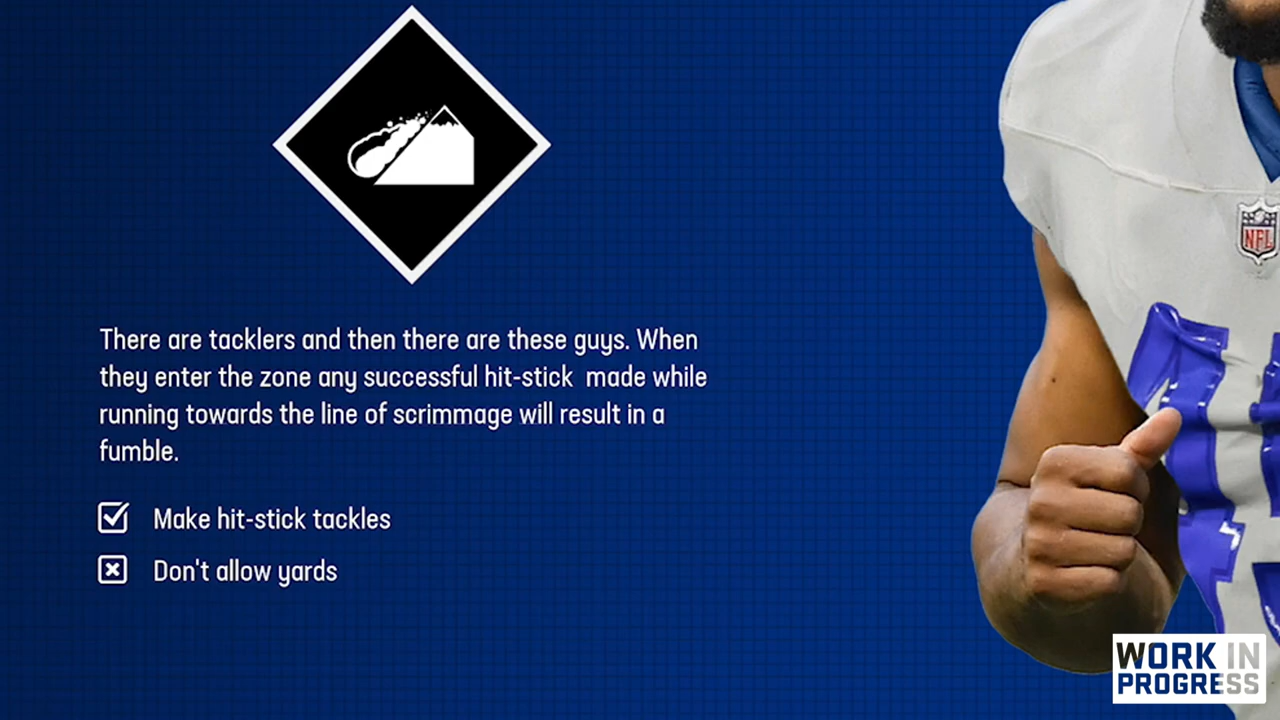 There are tacklers and then there are these guys. When
they enter the zone any successful hit-stick  made while
running towards the line of scrimmage will result in a
fumble.
Make hit-stick tackles
Don't allow yards
NFL
WORK IN
PROGRESS